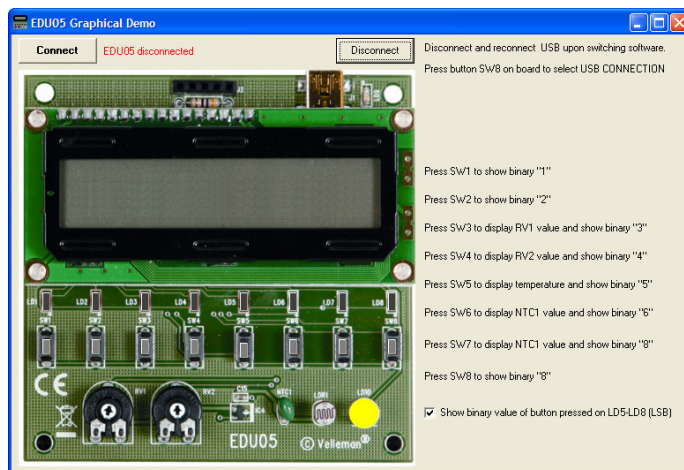 EDU05 Graphical Demo
Connect
EDU05 disconnected
Disconnect
Disconnect and reconnect USB upon switching software.
Press button SW8 on board to select USB CONNECTION
Press SW1 to show binary "1"
Press SW2 to show binary "2"
Press SW3 to display RV1 value and show binary "3"
Press SW4 to display RV2 value and show binary "4"
Press SW5 to display temperature and show binary "5"
Press SW6 to display NTC1 value and show binary "6"
Press SW7 to display NTC1 value and show binary "8"
Press SW8 to show binary "8"
Show binary value of button pressed on LD5-LD8 (LSB)
LD1 LD2 LD3 LD4 LD5 LD6 LD7 LD8
SW1 SW2 SW3 SW4 SW5 SW6 SW7 SW8
CE
RV1 RV2 C15 IC4 NTC1 LDR1 LD10
EDU05 © Velleman®